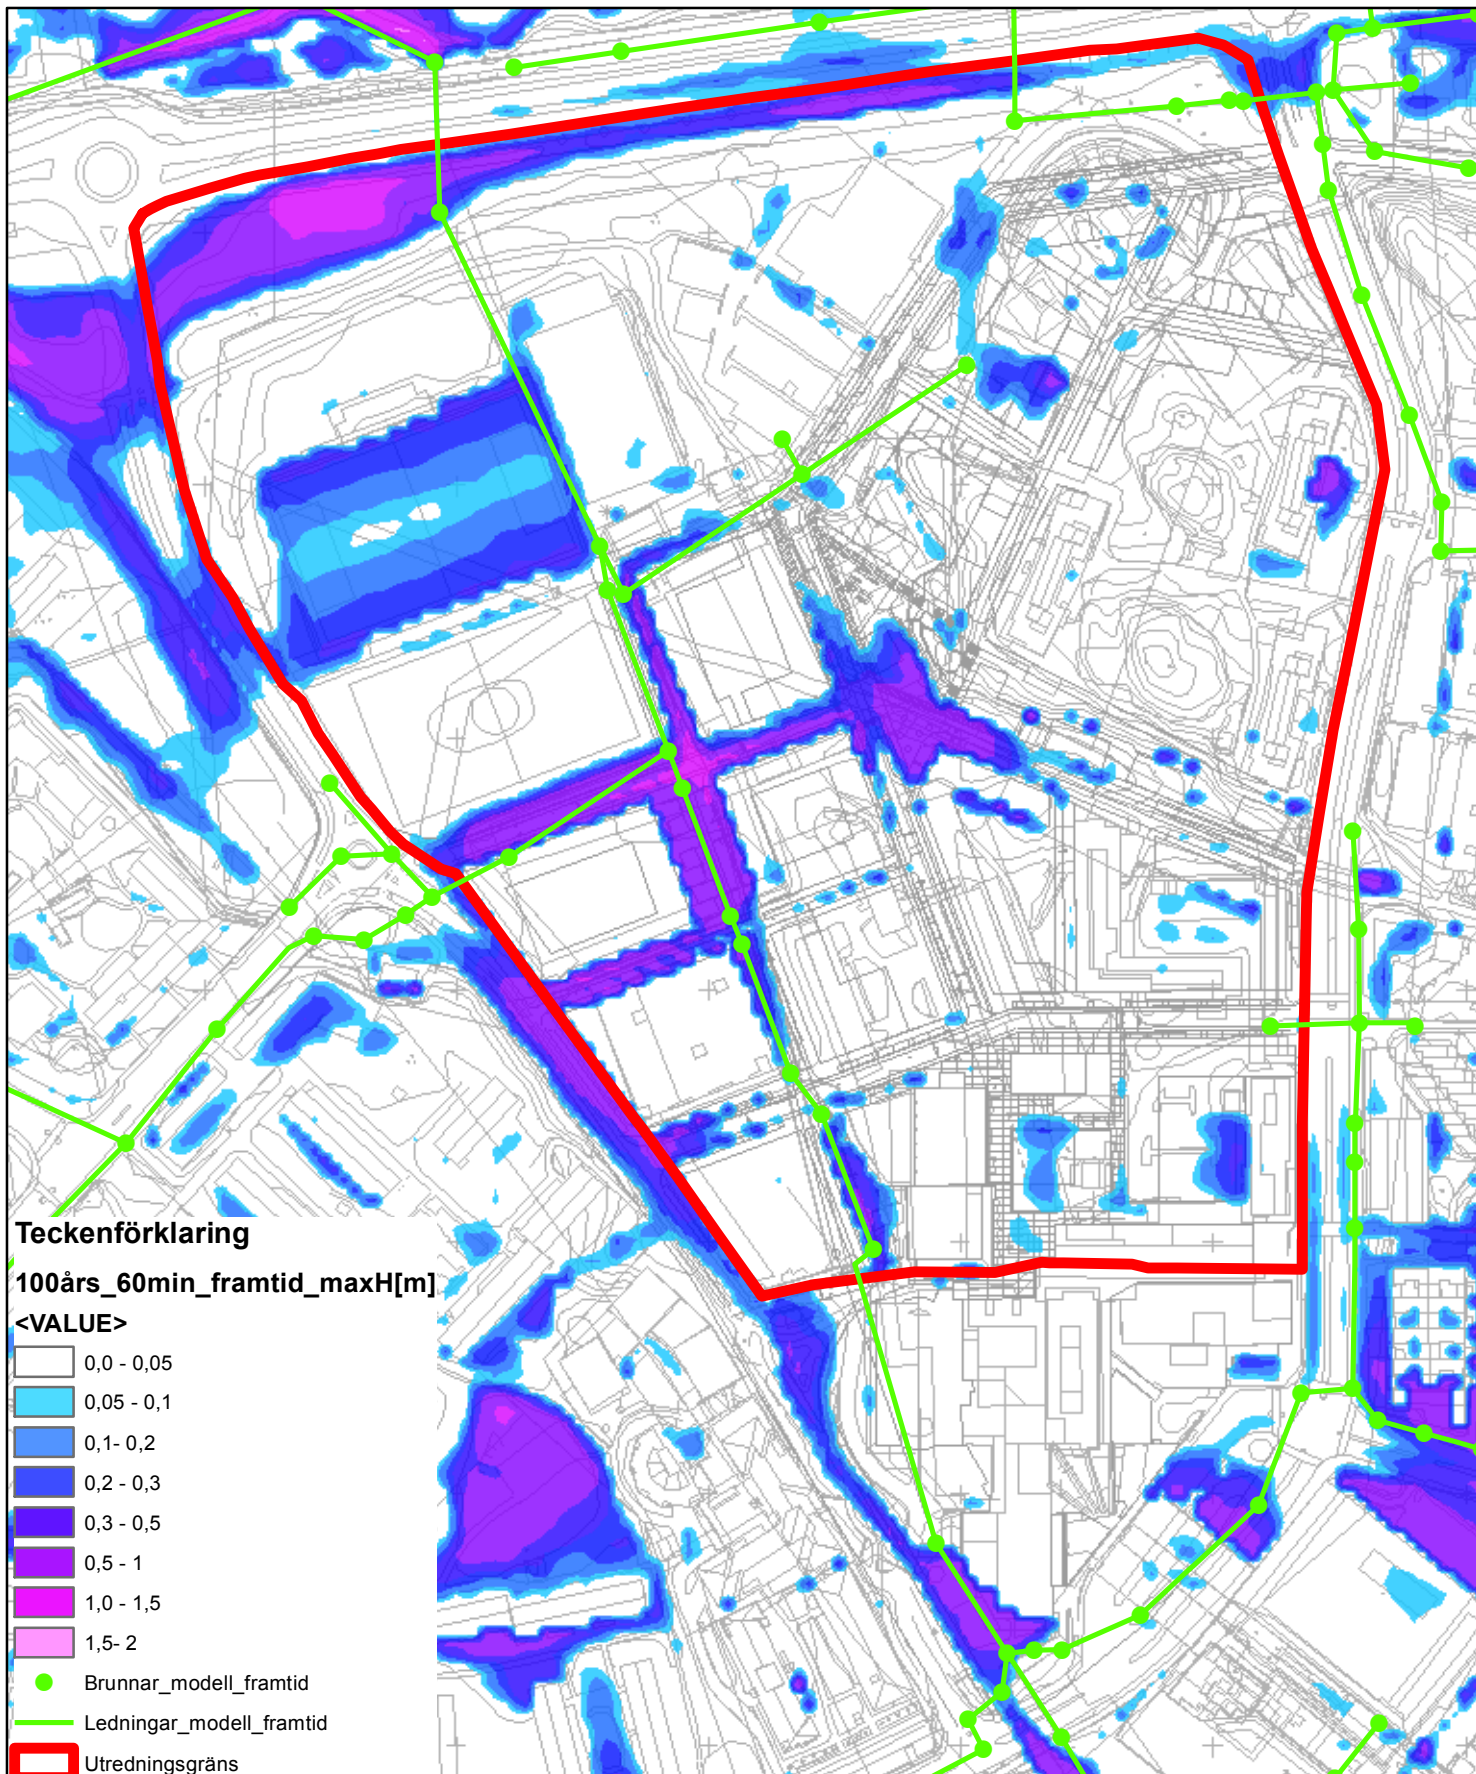 Teckenförklaring
100års_60min_framtid_maxH[m]
<VALUE>
0,0 - 0,05
0,05 - 0,1
0,1- 0,2
0,2 - 0,3
0,3 - 0,5
0,5 - 1
1,0 - 1,5
1,5- 2
Brunnar_modell_framtid
Ledningar_modell_framtid
Utredningsgräns